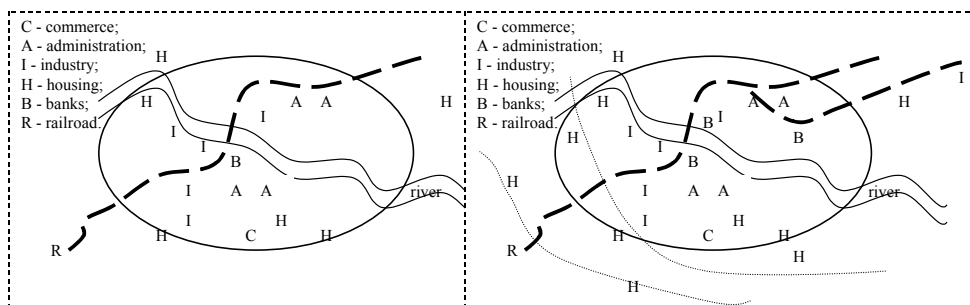 C - commerce;
A - administration;
I - industry;
H - housing;
B - banks;
R - railroad.
H
H
A A
H
I
I
I
B
I A A
river
I H
H C H
R
C - commerce;
A - administration;
I - industry;
H - housing;
B - banks;
R - railroad.
H
I
H
A A
H
B I
I
H
B
I
B
H
I A A
river
I H
H C H
R
H
H